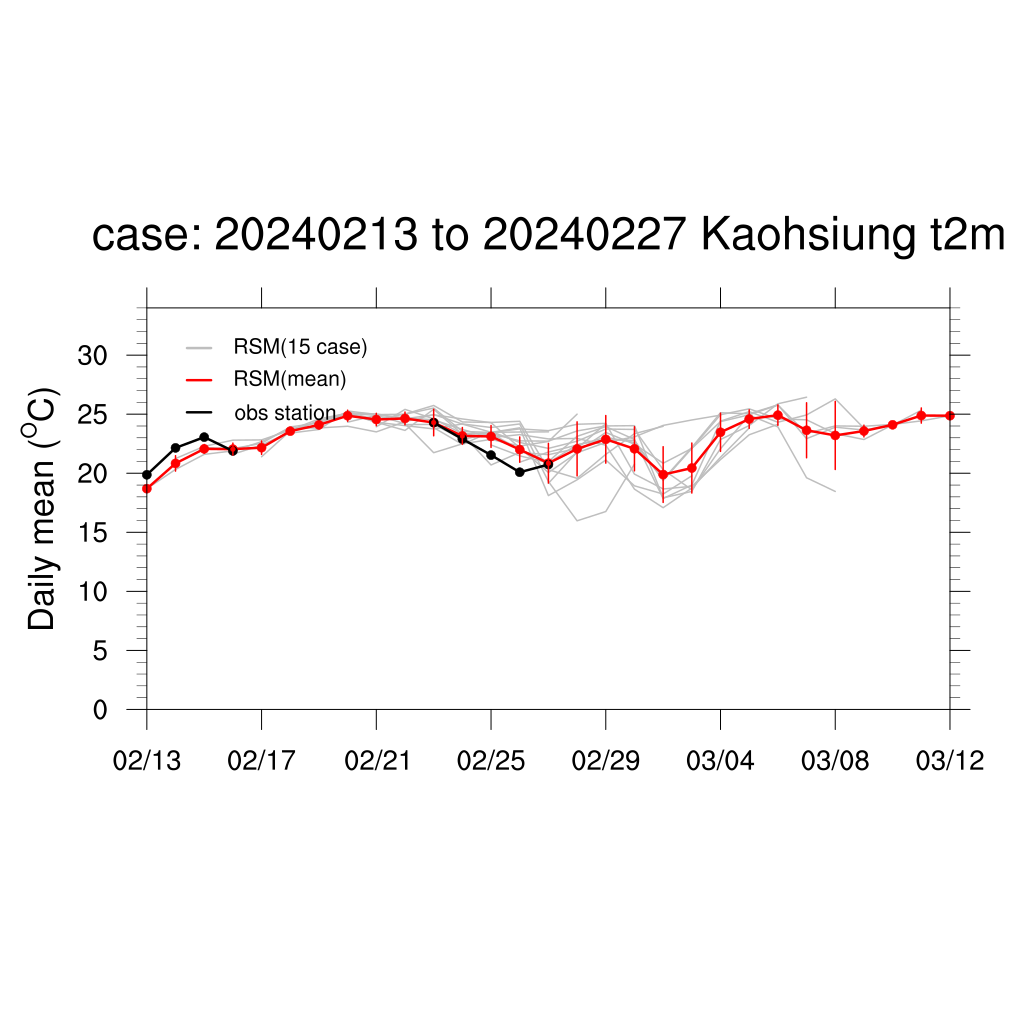 case: 20240213 to 20240227 Kaohsiung t2m
RSM(15 case)
RSM(mean)
obs station
Daily mean (°C)
30
25
20
15
10
5
0
02/13 02/17 02/21 02/25 02/29 03/04 03/08 03/12